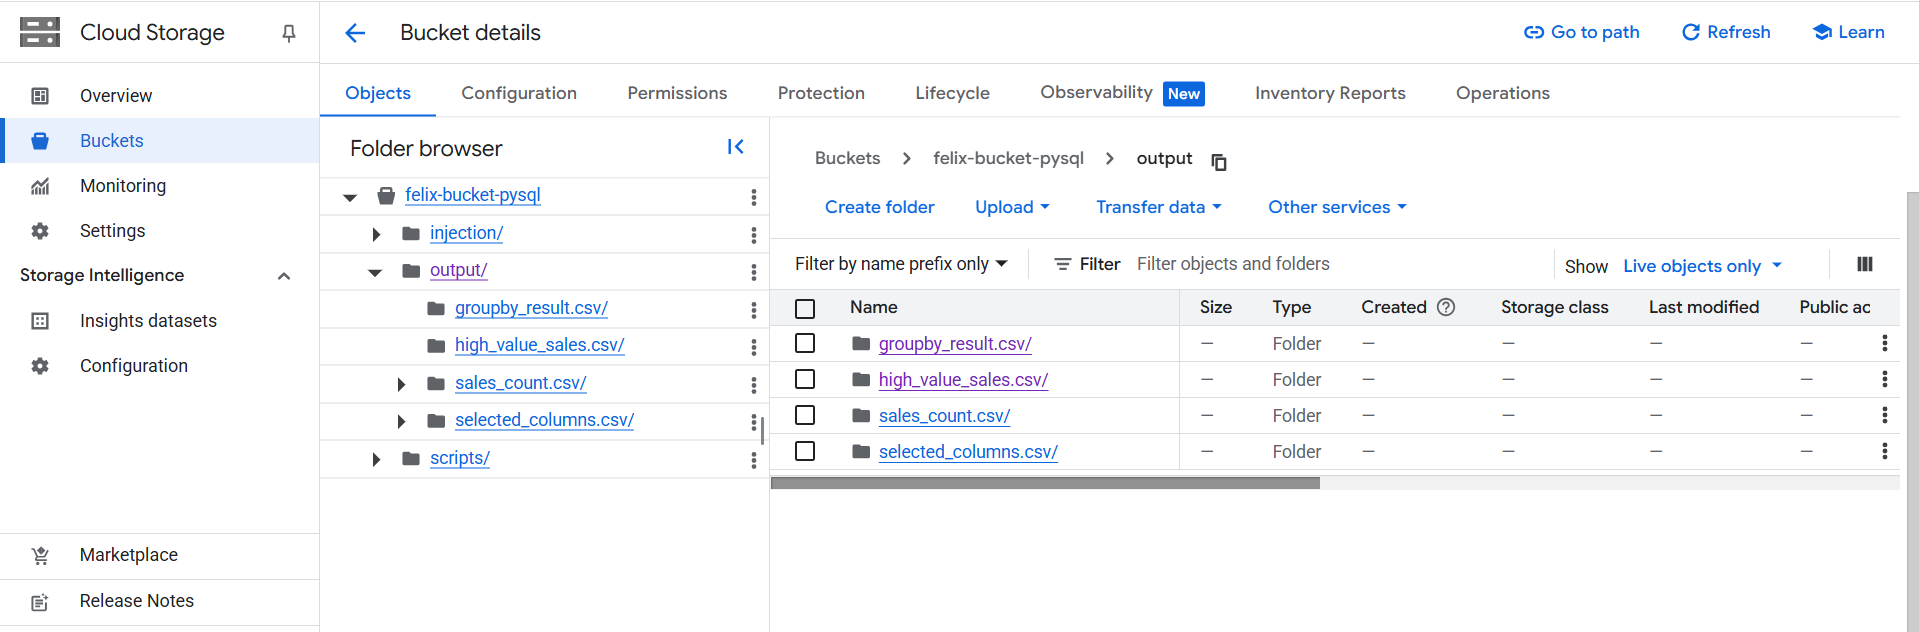 Cloud Storage
Overview
Buckets
Monitoring
Settings
Storage Intelligence
Insights datasets
Configuration
Marketplace
Release Notes
Bucket details
Go to path
Refresh
Learn
Objects
Configuration
Permissions
Protection
Lifecycle
Observability New
Inventory Reports
Operations
Folder browser
felix-bucket-pysql
injection/
output/
groupby_result.csv/
high_value_sales.csv/
sales_count.csv/
selected_columns.csv/
scripts/
Buckets > felix-bucket-pysql > output
Create folder
Upload
Transfer data
Other services
Filter by name prefix only
Filter Filter objects and folders
Show Live objects only
Name Size Type Created ? Storage class Last modified Public ac
groupby_result.csv/ — Folder — — — —
high_value_sales.csv/ — Folder — — — —
sales_count.csv/ — Folder — — — —
selected_columns.csv/ — Folder — — — —